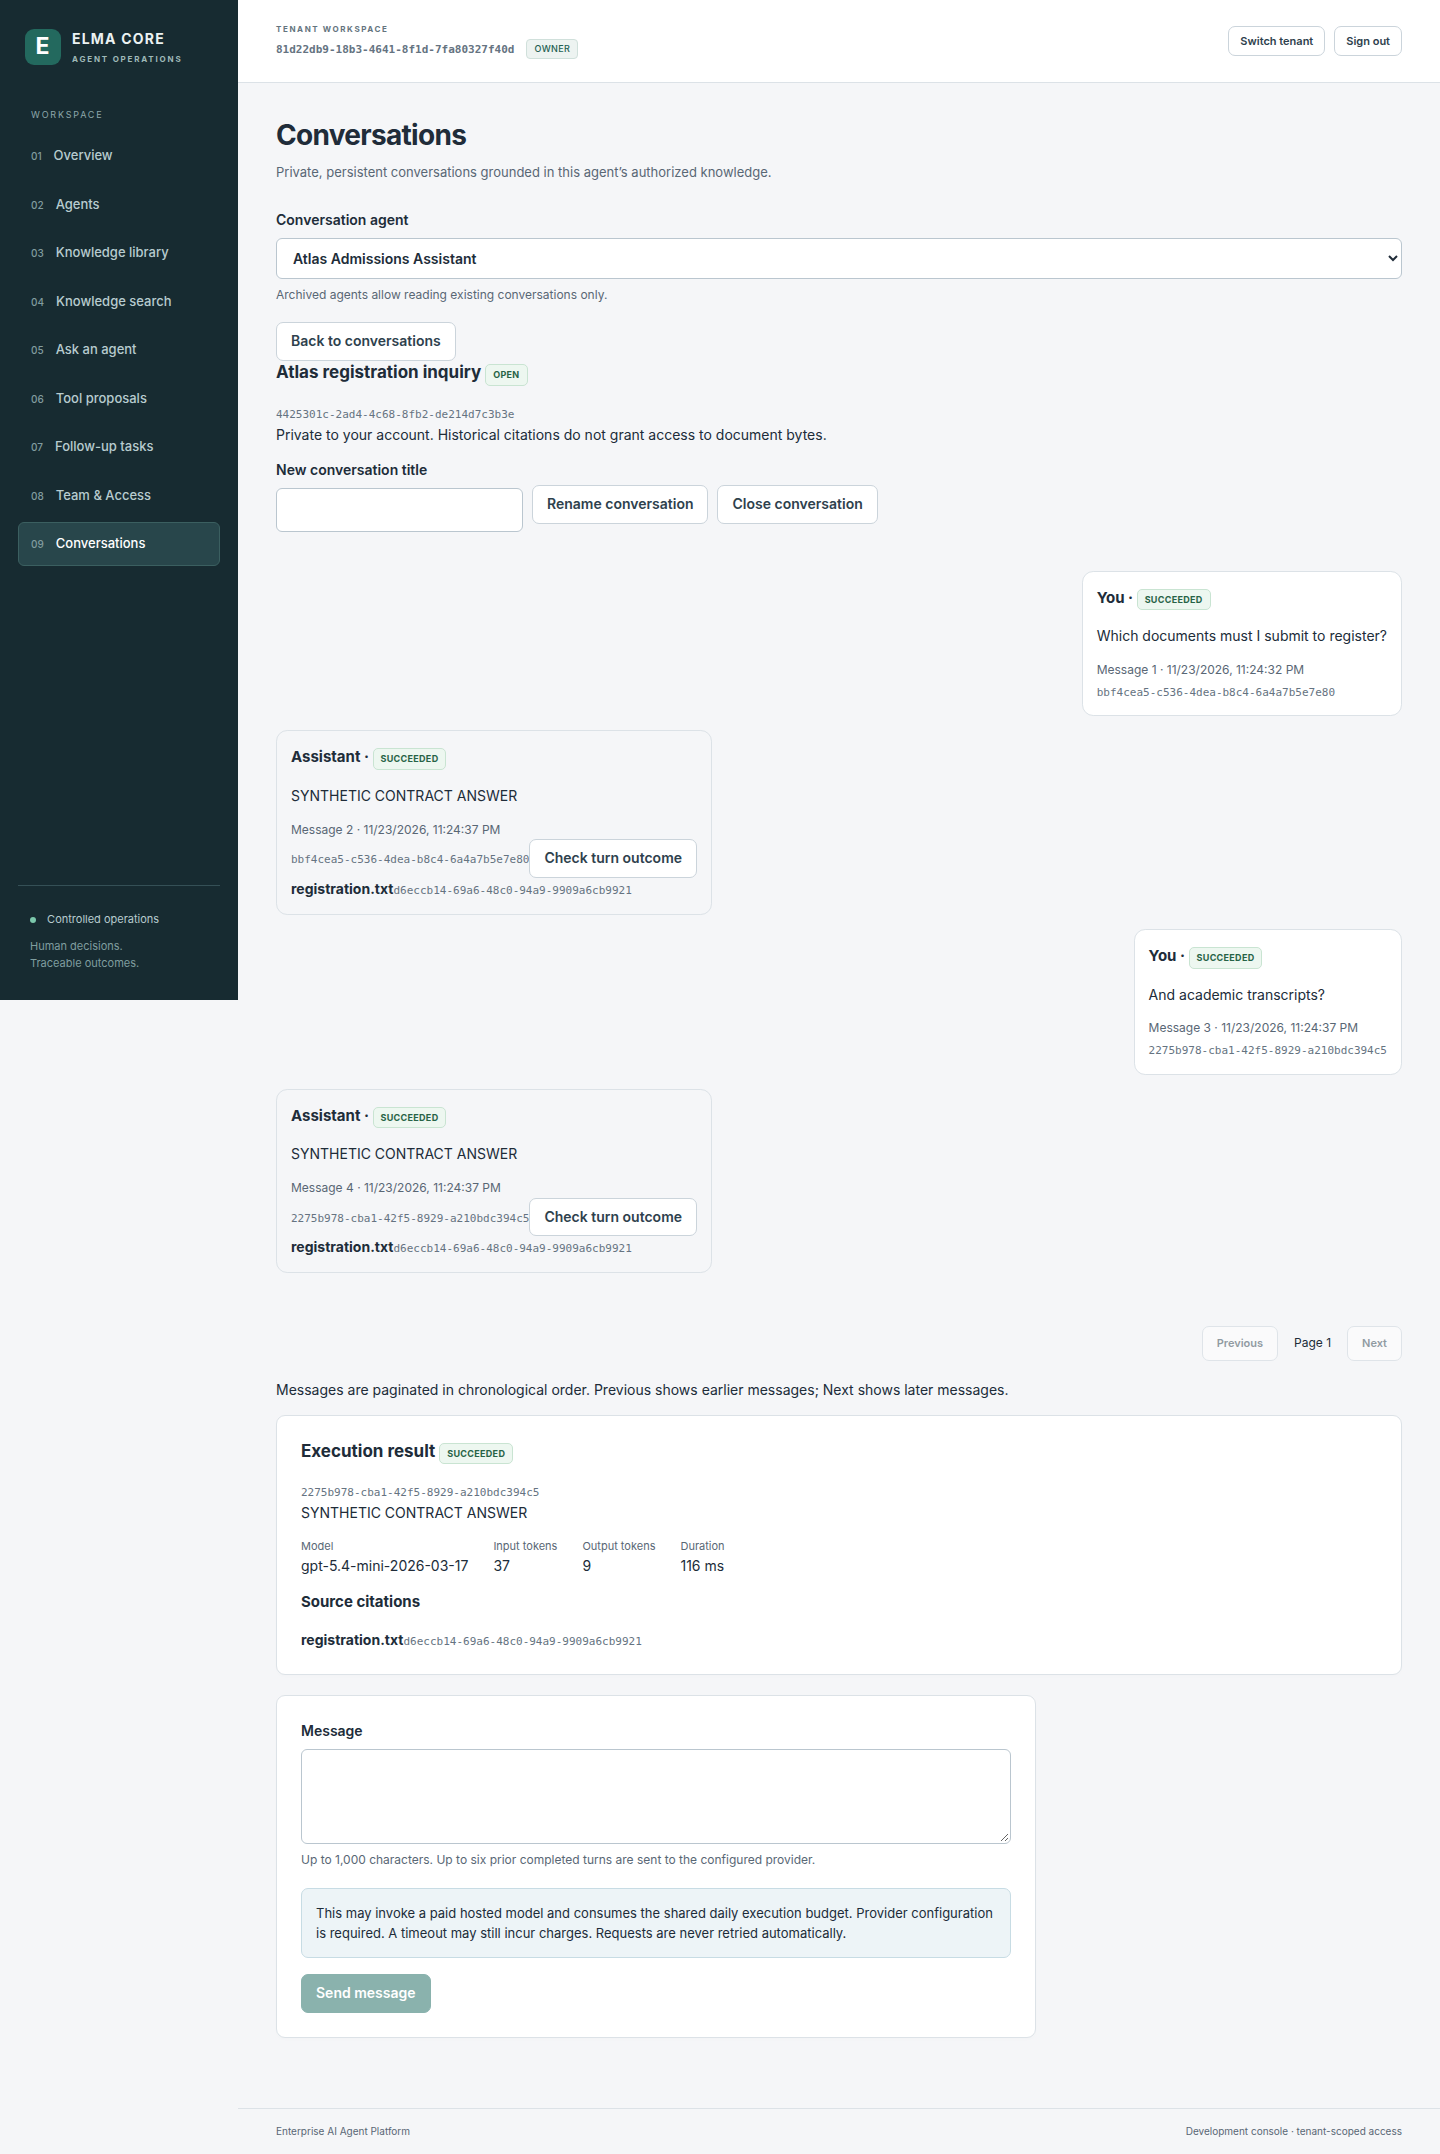 E
ELMA CORE
AGENT OPERATIONS
WORKSPACE
01 Overview
02 Agents
03 Knowledge library
04 Knowledge search
05 Ask an agent
06 Tool proposals
07 Follow-up tasks
08 Team & Access
09 Conversations
Controlled operations
Human decisions.
Traceable outcomes.
TENANT WORKSPACE
81d22db9-18b3-4641-8f1d-7fa80327f40d OWNER
Switch tenant Sign out
Conversations
Private, persistent conversations grounded in this agent's authorized knowledge.
Conversation agent
Atlas Admissions Assistant
Archived agents allow reading existing conversations only.
Back to conversations
Atlas registration inquiry OPEN
4425301c-2ad4-4c68-8fb2-de214d7c3b3e
Private to your account. Historical citations do not grant access to document bytes.
New conversation title
Rename conversation Close conversation
You · SUCCEEDED
Which documents must I submit to register?
Message 1 · 11/23/2026, 11:24:32 PM
bbf4cea5-c536-4dea-b8c4-6a4a7b5e7e80
Assistant · SUCCEEDED
SYNTHETIC CONTRACT ANSWER
Message 2 · 11/23/2026, 11:24:37 PM
bbf4cea5-c536-4dea-b8c4-6a4a7b5e7e80 Check turn outcome
registration.txtd6eccb14-69a6-48c0-94a9-9909a6cb9921
You · SUCCEEDED
And academic transcripts?
Message 3 · 11/23/2026, 11:24:37 PM
2275b978-cba1-42f5-8929-a210bdc394c5
Assistant · SUCCEEDED
SYNTHETIC CONTRACT ANSWER
Message 4 · 11/23/2026, 11:24:37 PM
2275b978-cba1-42f5-8929-a210bdc394c5 Check turn outcome
registration.txtd6eccb14-69a6-48c0-94a9-9909a6cb9921
Previous Page 1 Next
Messages are paginated in chronological order. Previous shows earlier messages; Next shows later messages.
Execution result SUCCEEDED
2275b978-cba1-42f5-8929-a210bdc394c5
SYNTHETIC CONTRACT ANSWER
Model Input tokens Output tokens Duration
gpt-5.4-mini-2026-03-17 37 9 116 ms
Source citations
registration.txtd6eccb14-69a6-48c0-94a9-9909a6cb9921
Message
Up to 1,000 characters. Up to six prior completed turns are sent to the configured provider.
This may invoke a paid hosted model and consumes the shared daily execution budget. Provider configuration
is required. A timeout may still incur charges. Requests are never retried automatically.
Send message
Enterprise AI Agent Platform
Development console · tenant-scoped access